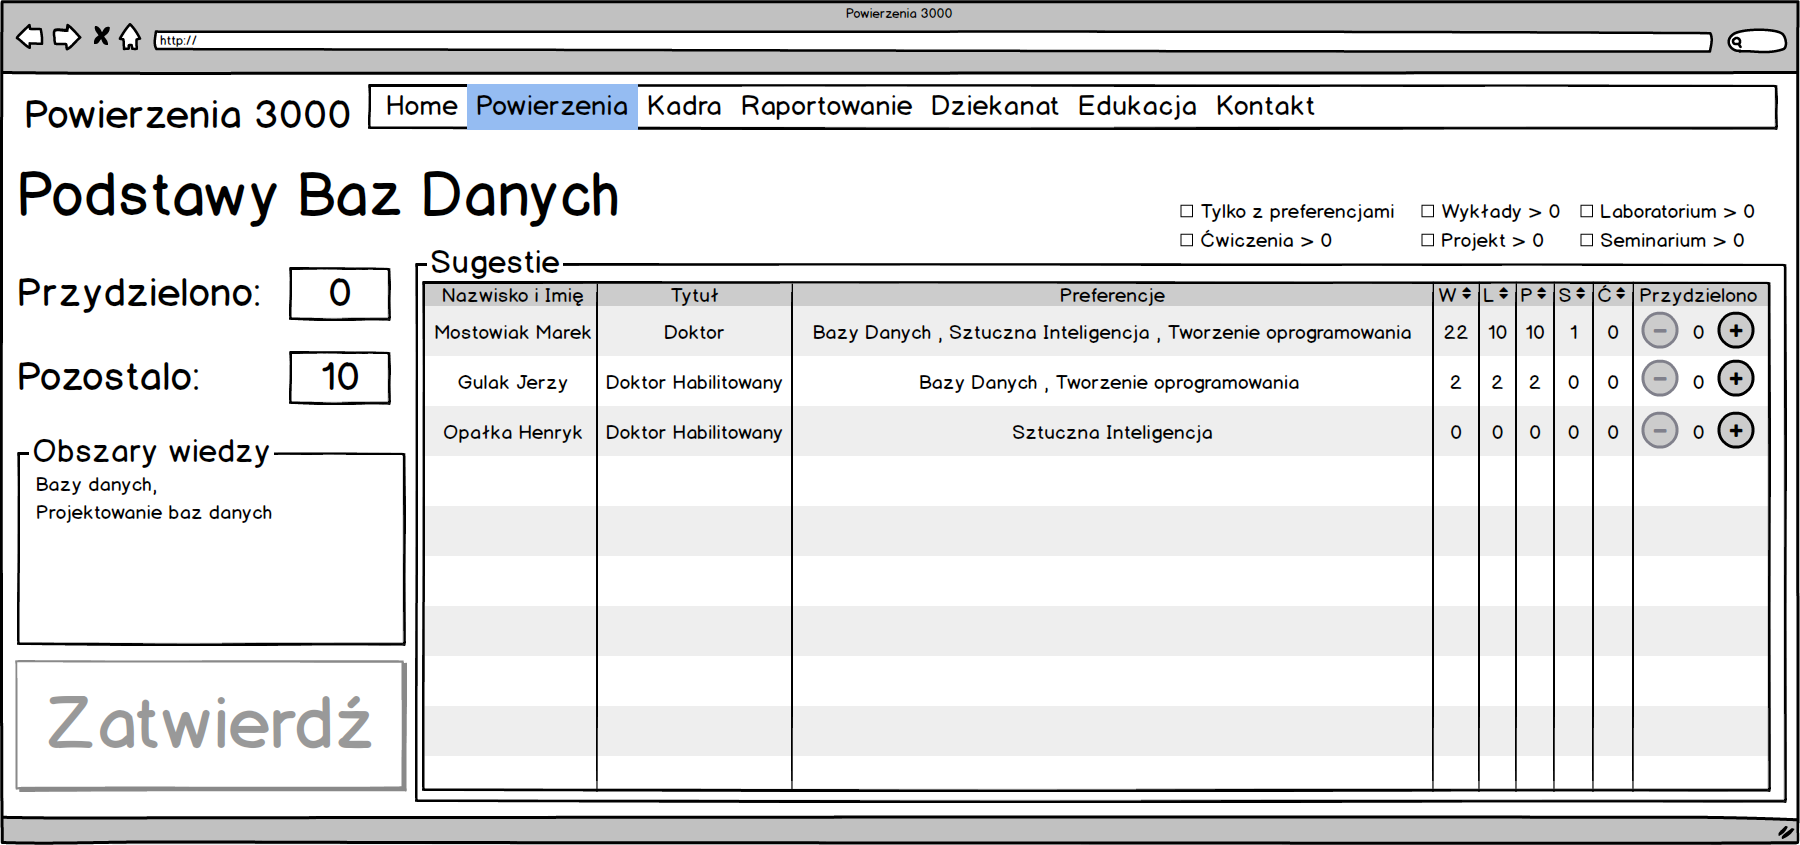 Powierzenia 3000
http://
Powierzenia 3000
Home Powierzenia Kadra Raportowanie Dziekanat Edukacja Kontakt
Podstawy Baz Danych
Tylko z preferencjami Wykłady > 0 Laboratorium > 0
Ćwiczenia > 0 Projekt > 0 Seminarium > 0
Przydzielono: 0
Pozostalo: 10
Obszary wiedzy
Bazy danych,
Projektowanie baz danych
Zatwierdź
Sugestie
Nazwisko i Imię Tytuł Preferencje W L P S Ć Przydzielono
Mostowiak Marek Doktor Bazy Danych , Sztuczna Inteligencja , Tworzenie oprogramowania 22 10 10 1 0 - 0 +
Gulak Jerzy Doktor Habilitowany Bazy Danych , Tworzenie oprogramowania 2 2 2 0 0 - 0 +
Opałka Henryk Doktor Habilitowany Sztuczna Inteligencja 0 0 0 0 0 - 0 +